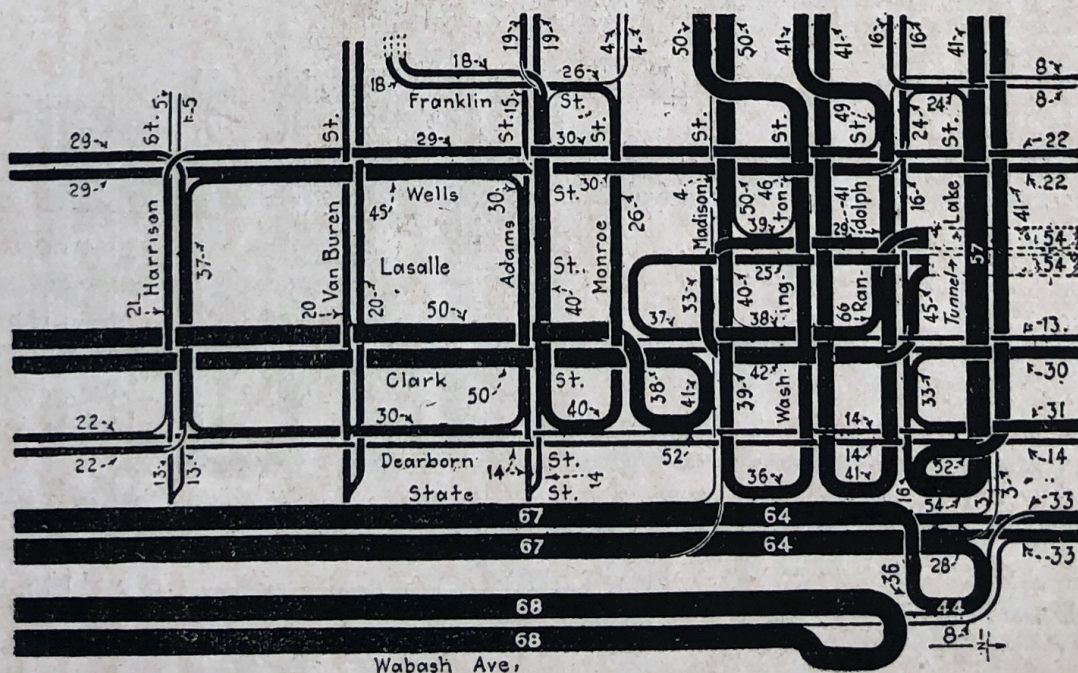 19 19 4 4 50 50 41 41 16 16 41
18 18 26 8
Franklin St. 15 St. 8
5 5 St. St. St. St. St. 49 St. 24 24 St.
29 29 30 22
29 Wells 30 St. 30 22
45 30 26 4 50 46 39 ton 29 41 dolph 16 Lake 41
Harrison Van Buren Adams Monroe Madison
37 Lasalle St. 25 54 57 54
21 20 20 50 40 33 40 ing 66 Ran 45 Tunnel
37 38 13
Clark St. 42 30
50 38 41 39 Wash 33
22 30 40 14 31
22 Dearborn 14 St. 52 14 52 14
13 13 State St. 14 36 41 16 54 3 3 33
67 64
67 64 28 33
36
68 44
68 8 N
Wabash Ave,